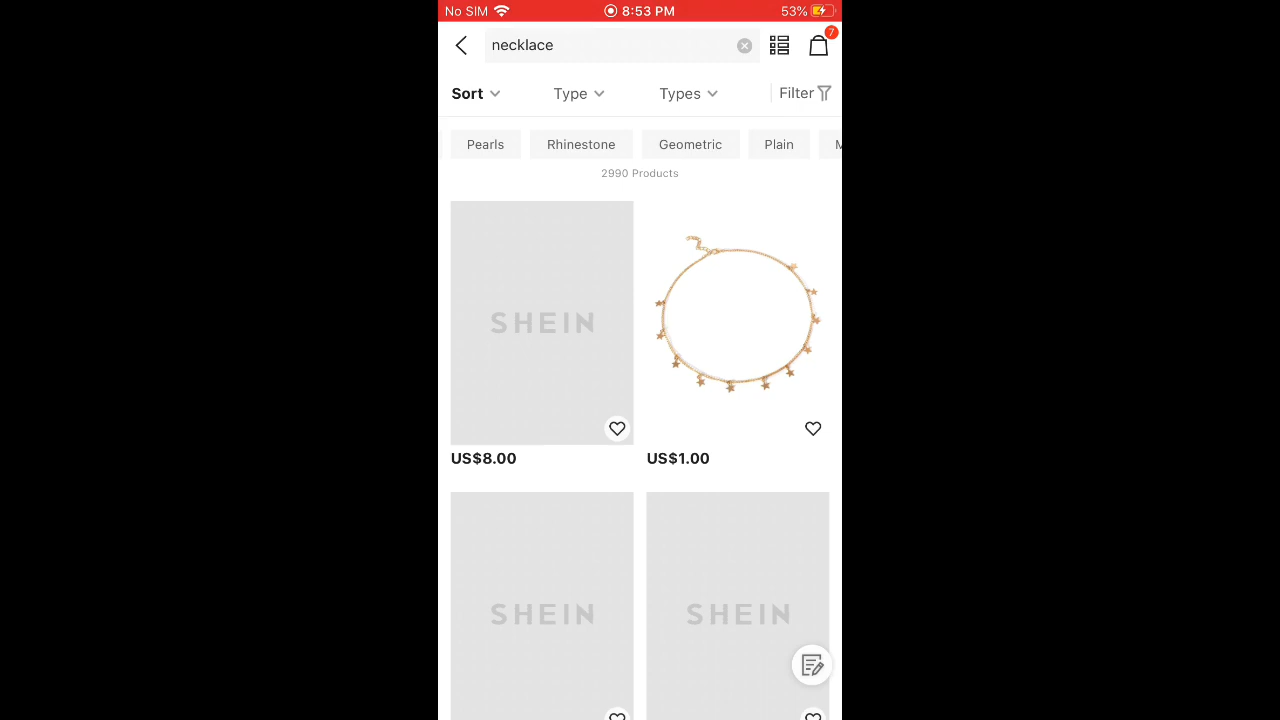 No SIM 8:53 PM 53%
necklace 7
Sort Type Types Filter
Pearls Rhinestone Geometric Plain
2990 Products
SHEIN
US$8.00 US$1.00
SHEIN SHEIN